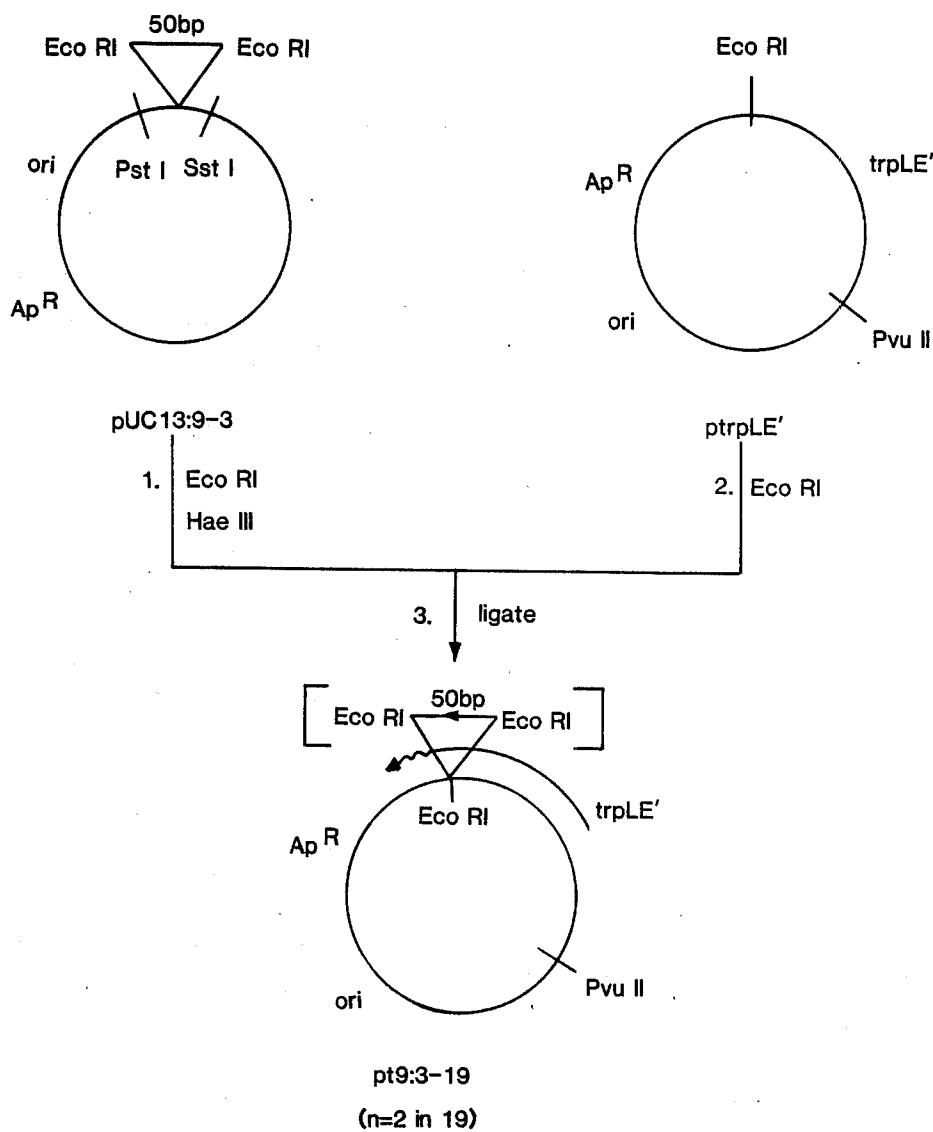 50bp
Eco RI Eco RI
Pst I Sst I
ori
Ap R
pUC13:9-3
Eco RI
Ap R
trpLE'
ori
Pvu II
ptrpLE'
1. Eco RI
Hae III
2. Eco RI
3. ligate
50bp
Eco RI Eco RI
Eco RI
trpLE'
Ap R
Pvu II
ori
pt9:3-19
(n=2 in 19)